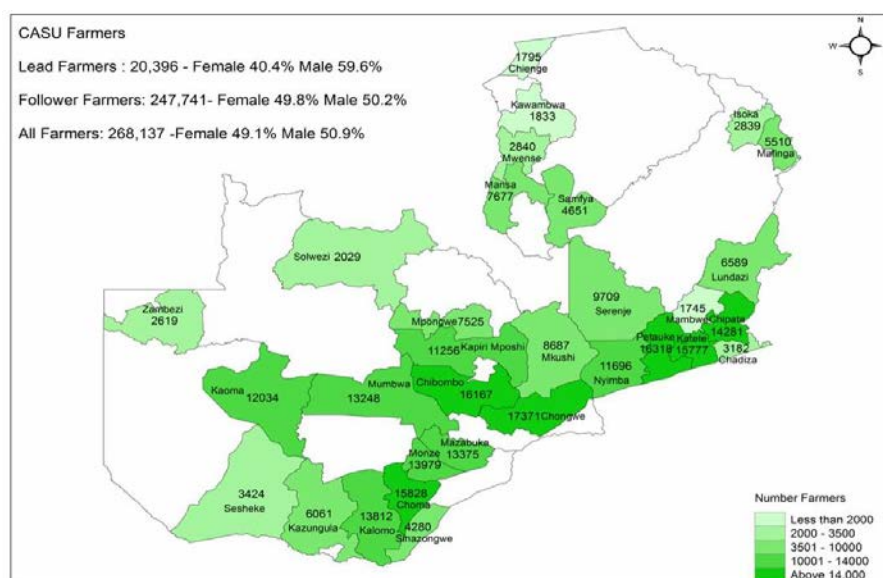 CASU Farmers
Lead Farmers : 20,396 - Female 40.4% Male 59.6%
Follower Farmers: 247,741- Female 49.8% Male 50.2%
All Farmers: 268,137 -Female 49.1% Male 50.9%
N
W
E
S
1795
Chienge
Kawambwa
1833
2840
Mwense
Mansa
7677
Samfya
4651
Isoka
2839
5510
Mafinga
Solwezi 2029
Zambezi
2619
6589
Lundazi
9709
Serenje
1745
Mambwe
Chipata
14281
Mpongwe 7525
11256 Kapiri Mposhi
8687
Mkushi
Petauke
16318
Katete
15777
3182
Chadiza
11696
Nyimba
Kaoma
12034
Mumbwa
13248
Chibombo
16167
17371 Chongwe
Mazabuka
13375
Monze
13979
3424
Sesheke
6061
Kazungula
13812
Kalomo
15828
Choma
4280
Sinazongwe
Number Farmers
Less than 2000
2000 - 3500
3501 - 10000
10001 - 14000
Above 14,000